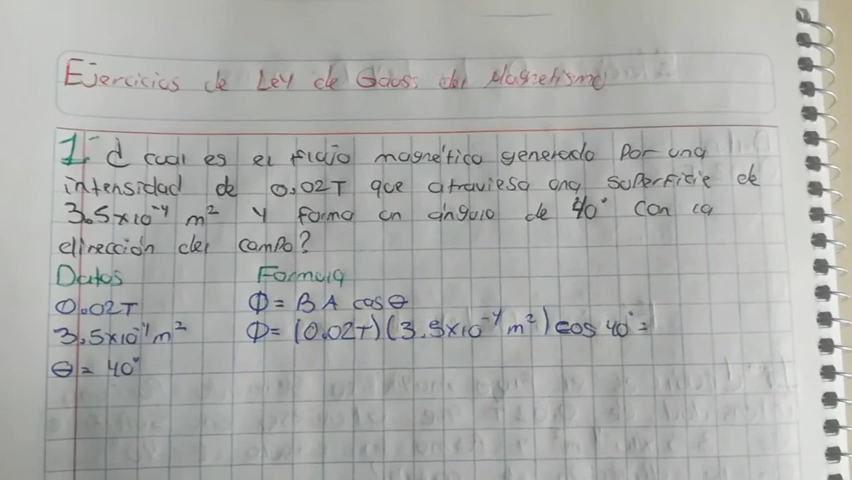 Ejercicios de Ley de Gauss del Magnetismo
1.- ¿ cual es el flujo magnético generado por una
intensidad de 0.02T que atraviesa una superficie de
3.5x10⁻⁴ m² y forma un ángulo de 40° con la
dirección del campo?
Datos Formula
0.02T Φ= B A cosθ
3.5x10⁻⁴ m² Φ= (0.02T)(3.5x10⁻⁴ m²) cos 40°=
θ= 40°